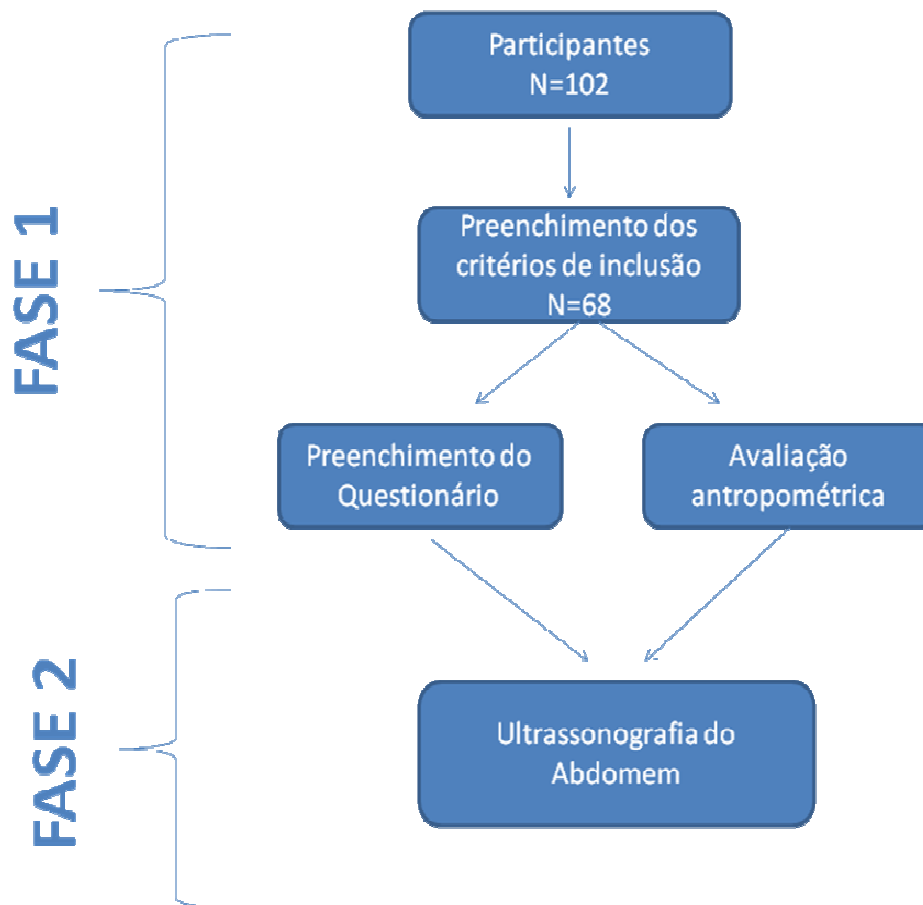 FASE 1
Participantes
N=102
Preenchimento dos
critérios de inclusão
N=68
Preenchimento do
Questionário
Avaliação
antropométrica
FASE 2
Ultrassonografia do
Abdomem